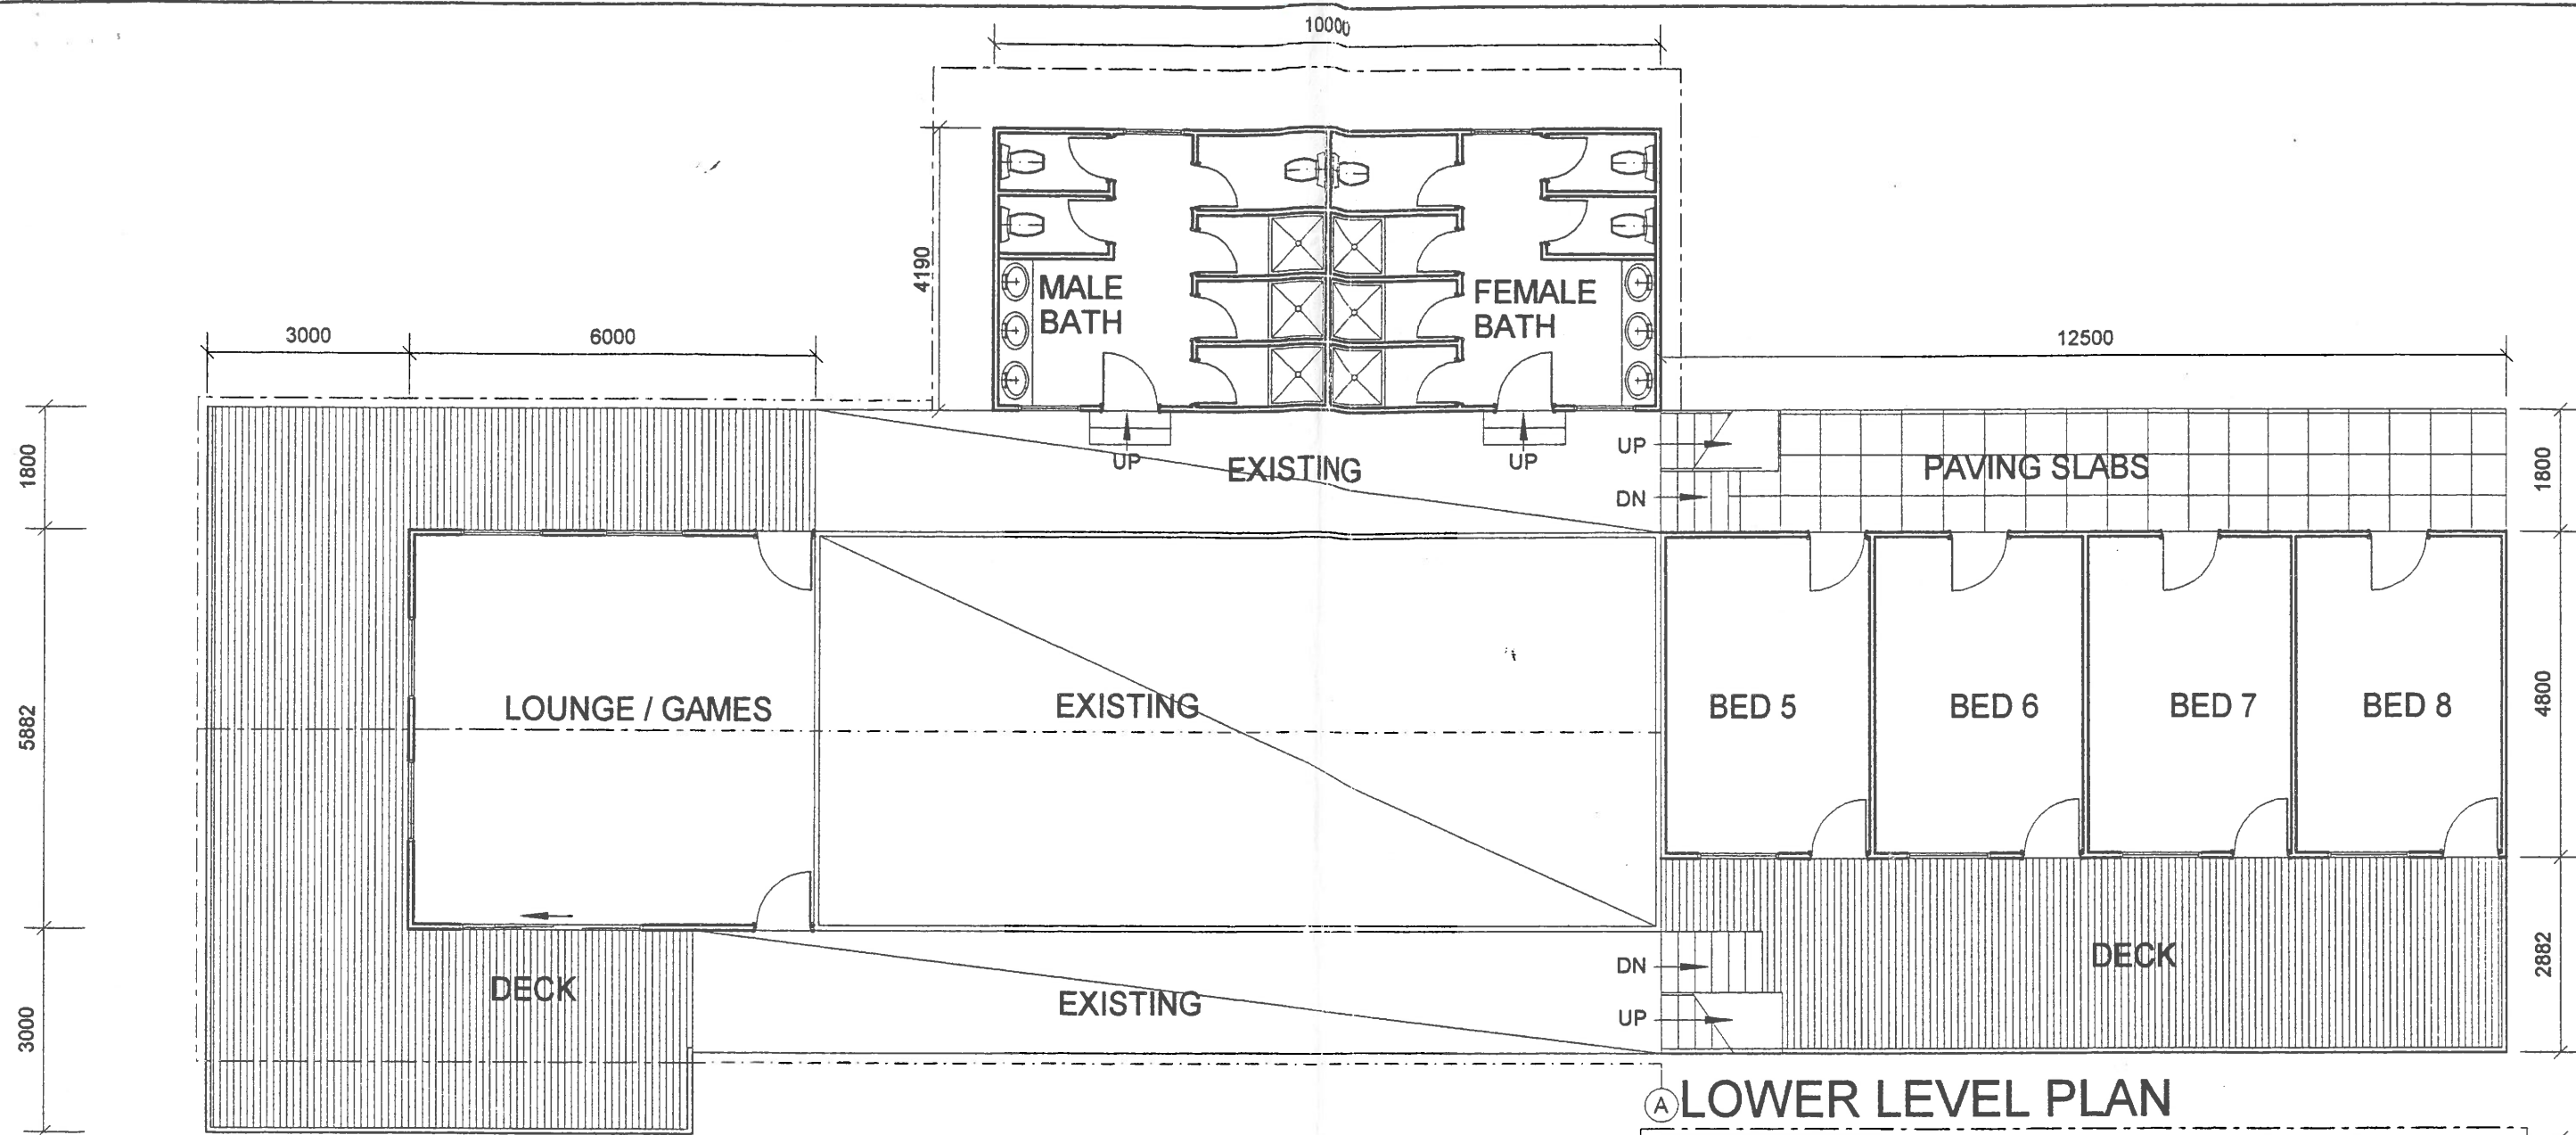 10000
4190
MALE
BATH
FEMALE
BATH
3000
6000
12500
1800
UP
UP
EXISTING
UP
DN
PAVING SLABS
1800
5882
LOUNGE / GAMES
EXISTING
BED 5
BED 6
BED 7
BED 8
4800
3000
DECK
EXISTING
DN
UP
DECK
2882
A LOWER LEVEL PLAN